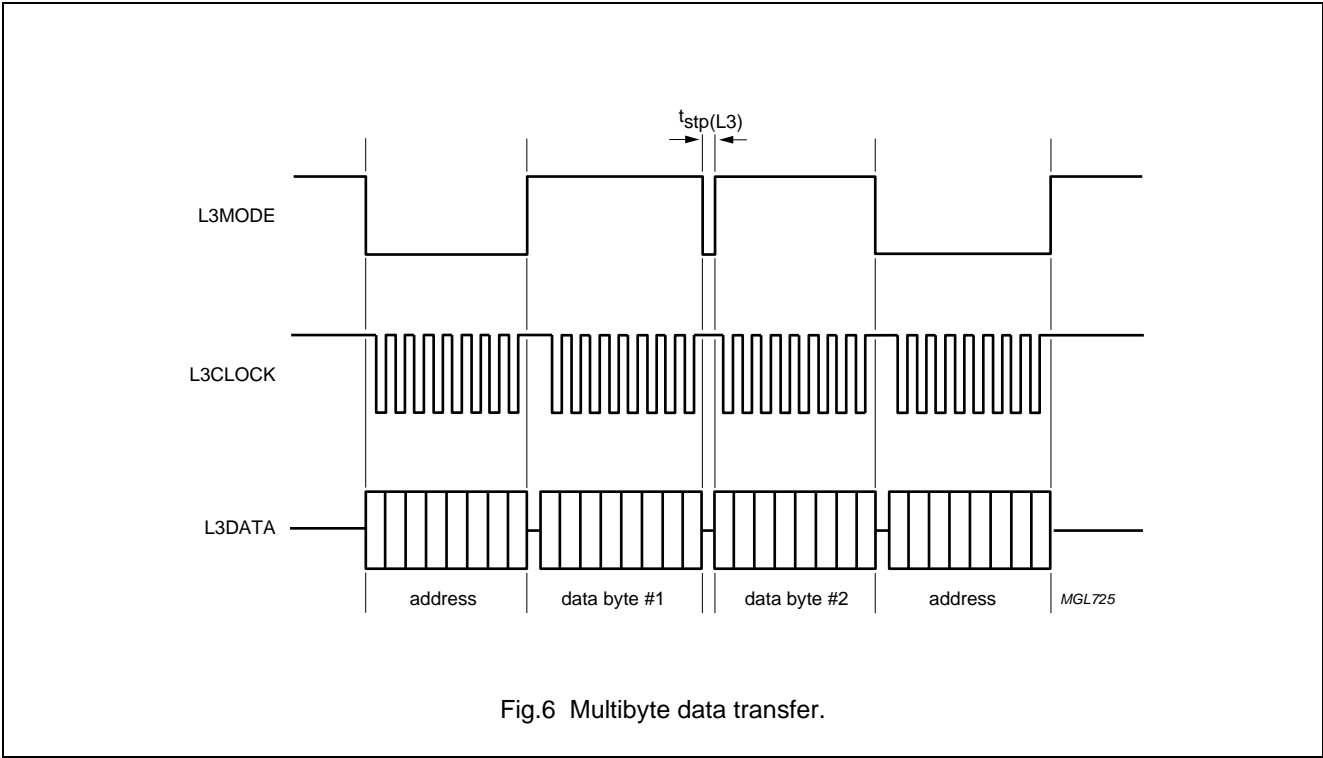 tstp(L3)
L3MODE
L3CLOCK
L3DATA
address
data byte #1
data byte #2
address
MGL725
Fig.6 Multibyte data transfer.